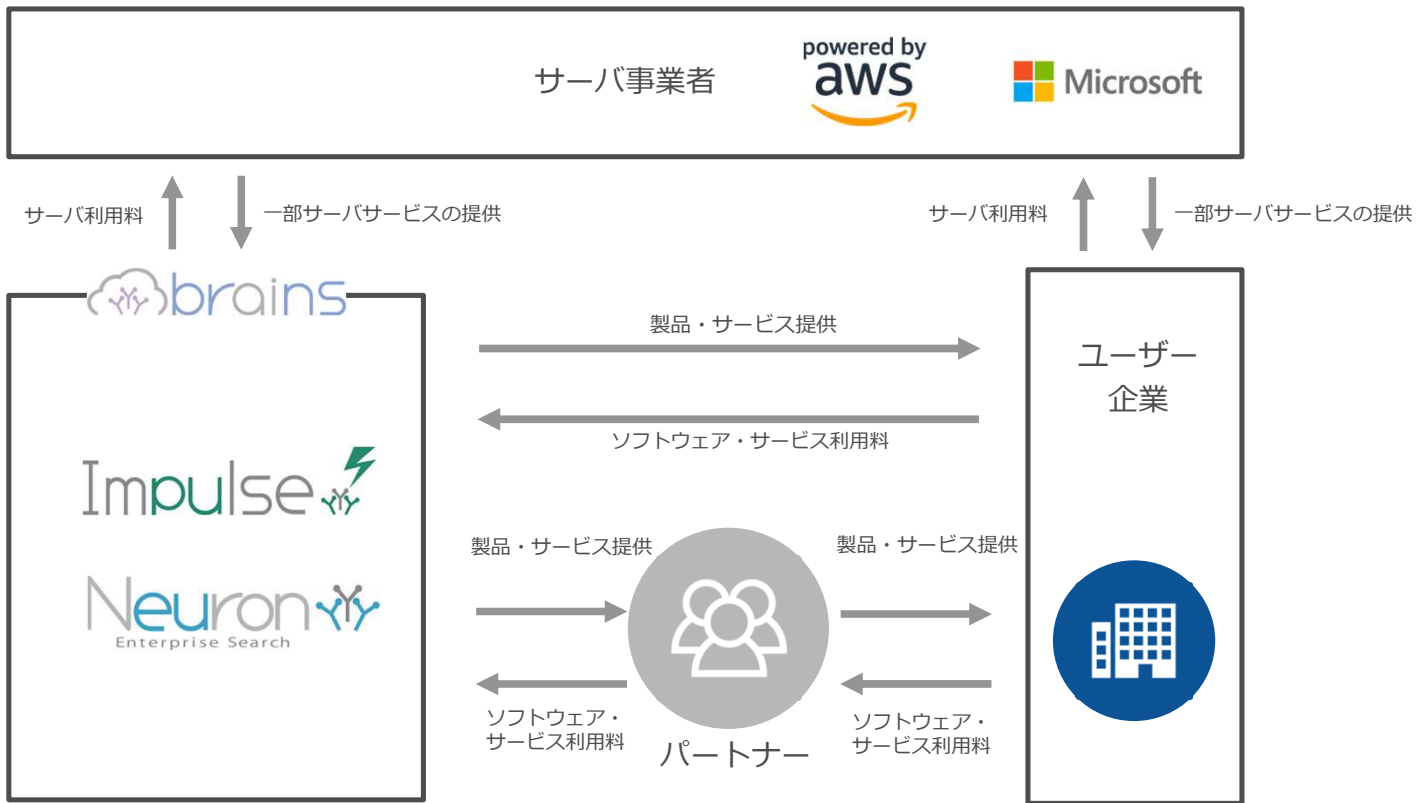 サーバ事業者
powered by
aws
Microsoft
サーバ利用料
一部サーバサービスの提供
サーバ利用料
一部サーバサービスの提供
brains
Impulse
Neuron
Enterprise Search
製品・サービス提供
ソフトウェア・サービス利用料
製品・サービス提供
製品・サービス提供
ソフトウェア・
サービス利用料
ソフトウェア・
サービス利用料
パートナー
ユーザー
企業